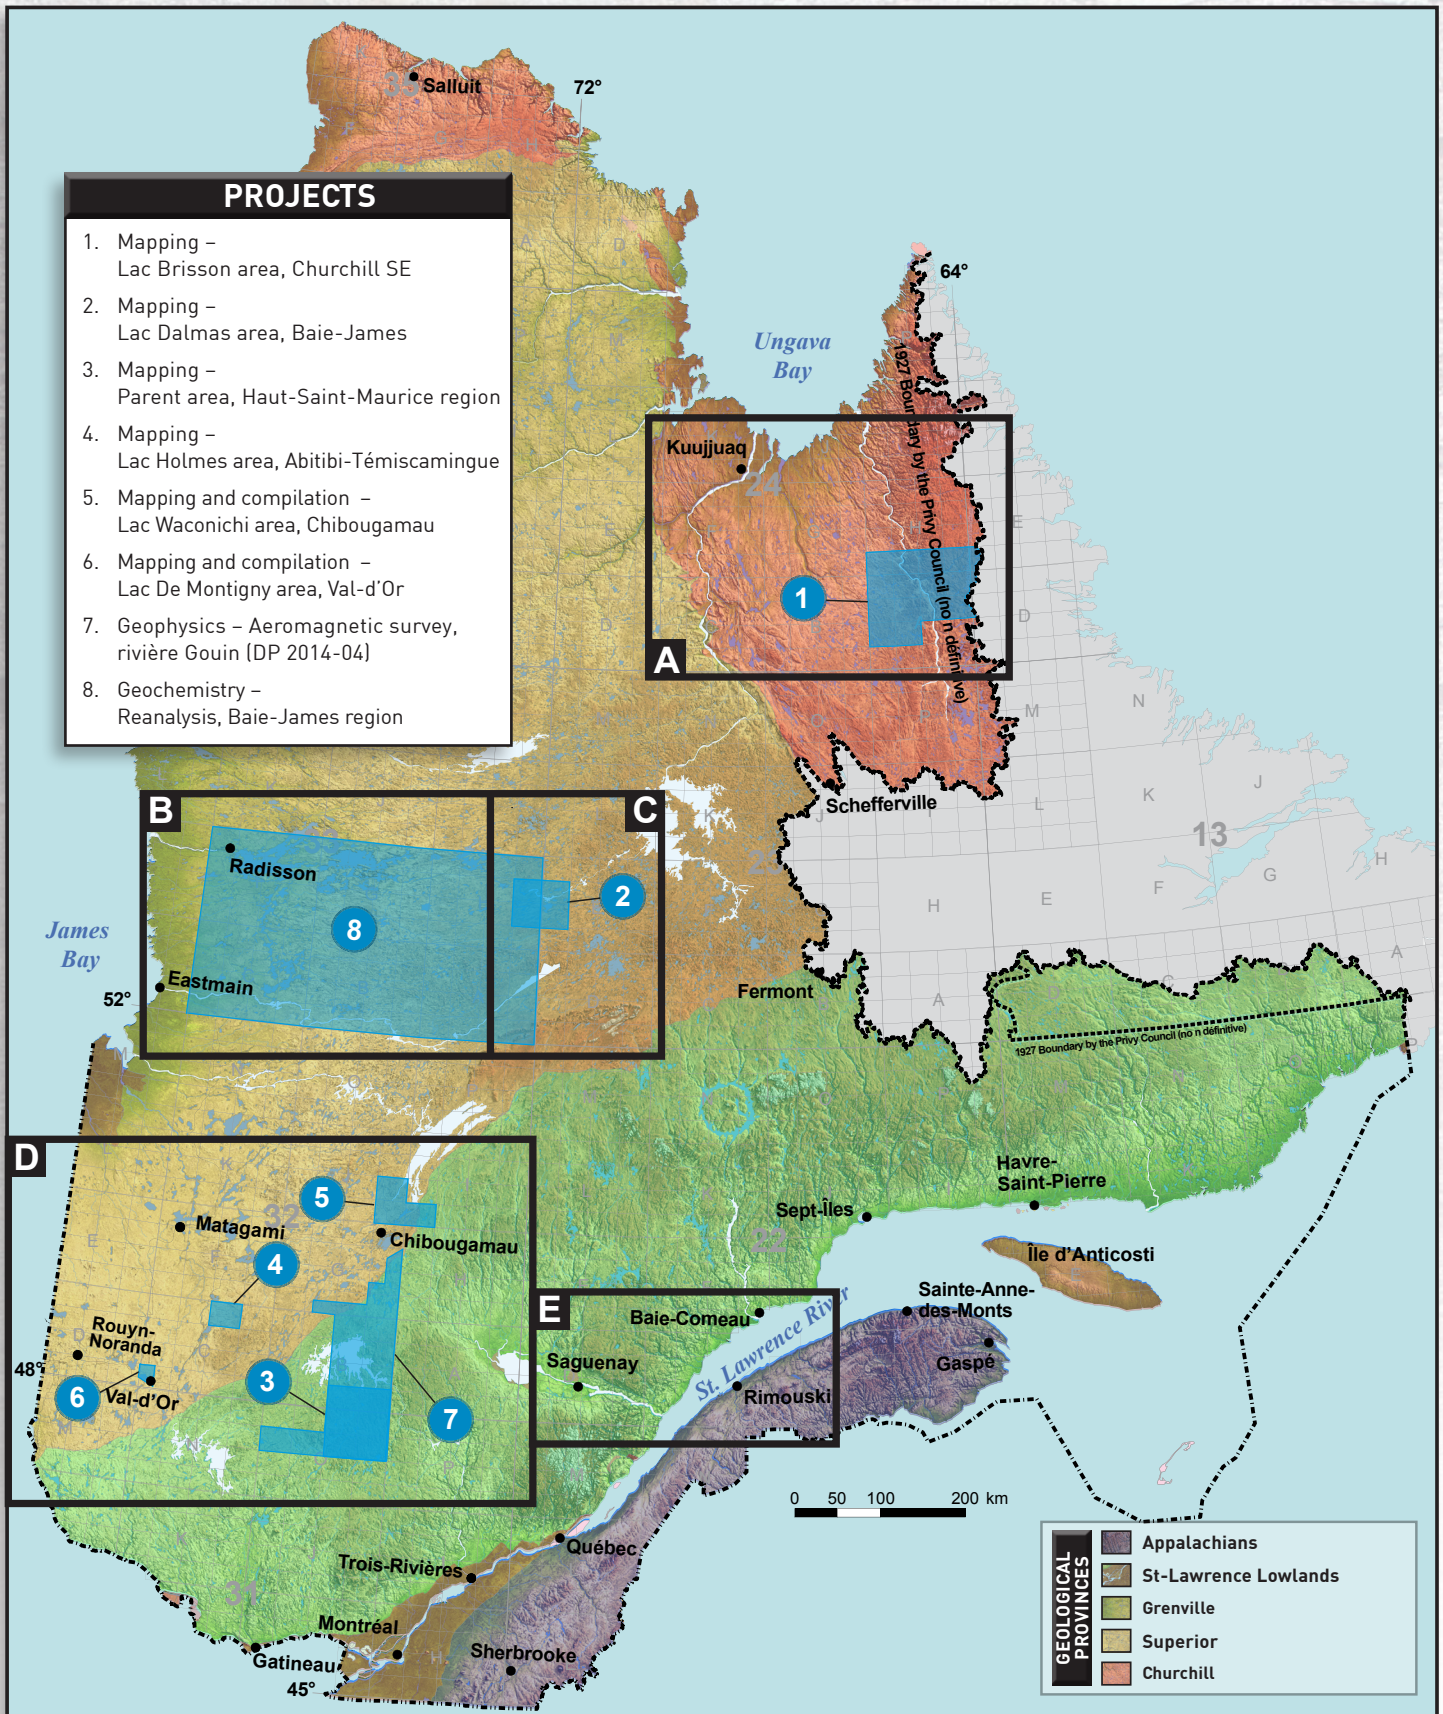 39
Salluit
72°
PROJECTS
1. Mapping –
Lac Brisson area, Churchill SE
2. Mapping –
Lac Dalmas area, Baie-James
3. Mapping –
Parent area, Haut-Saint-Maurice region
4. Mapping –
Lac Holmes area, Abitibi-Témiscamingue
5. Mapping and compilation –
Lac Waconichi area, Chibougamau
6. Mapping and compilation –
Lac De Montigny area, Val-d'Or
7. Geophysics – Aeromagnetic survey,
rivière Gouin (DP 2014-04)
8. Geochemistry –
Reanalysis, Baie-James region
64°
Ungava
Bay
1927 Boundary by the Privy Council (no n définitive)
Kuujjuaq
24
E
1
D
A
N
M
Schefferville
L
K
J
13
H
G
F
E
H
A
C
A
B
C
Radisson
2
8
James
Bay
Eastmain
52°
Fermont
1927 Boundary by the Privy Council (no n définitive)
D
5
32
Matagami
Chibougamau
4
Havre-
Saint-Pierre
Sept-Îles
22
Île d'Anticosti
Sainte-Anne-
des-Monts
E
Baie-Comeau
St. Lawrence River
Rouyn-
Noranda
48°
Saguenay
Gaspé
6
Val-d'Or
3
7
Rimouski
0 50 100 200 km
Québec
Trois-Rivières
31
Montréal
Gatineau
Sherbrooke
45°
GEOLOGICAL
PROVINCES
Appalachians
St-Lawrence Lowlands
Grenville
Superior
Churchill